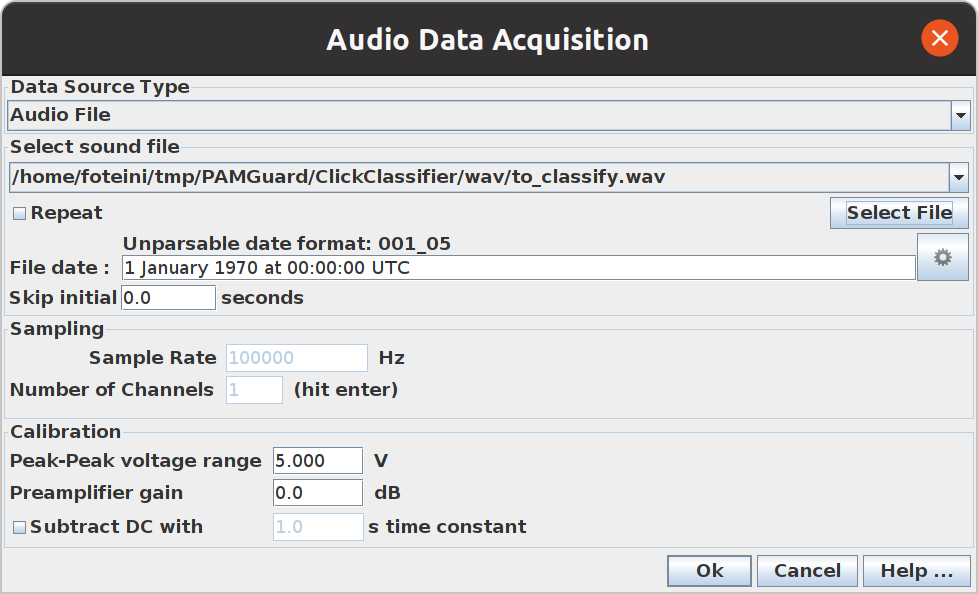 Audio Data Acquisition
Data Source Type
Audio File
Select sound file
/home/foteini/tmp/PAMGuard/ClickClassifier/wav/to_classify.wav
Repeat Select File
Unparsable date format: 001_05
File date : 1 January 1970 at 00:00:00 UTC
Skip initial 0.0 seconds
Sampling
Sample Rate 100000 Hz
Number of Channels 1 (hit enter)
Calibration
Peak-Peak voltage range 5.000 V
Preamplifier gain 0.0 dB
Subtract DC with 1.0 s time constant
Ok Cancel Help ...